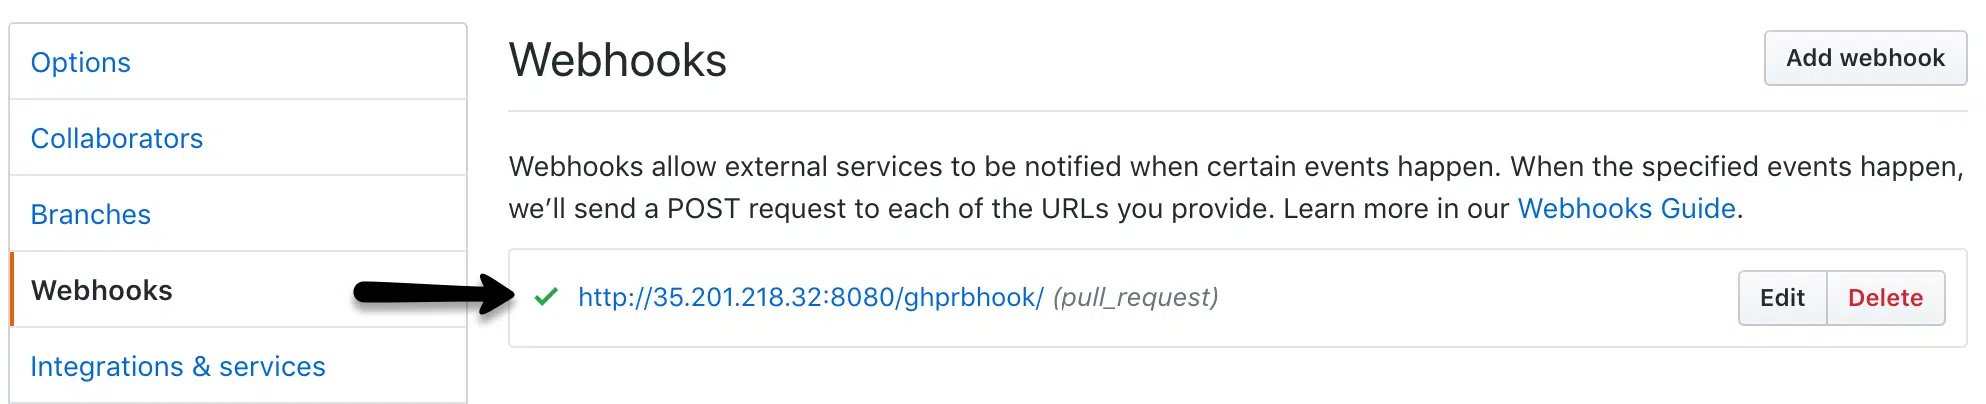 Options
Collaborators
Branches
Webhooks
Integrations & services
Webhooks
Add webhook
Webhooks allow external services to be notified when certain events happen. When the specified events happen,
we’ll send a POST request to each of the URLs you provide. Learn more in our Webhooks Guide.
http://35.201.218.32:8080/ghprbhook/ (pull_request)
Edit
Delete